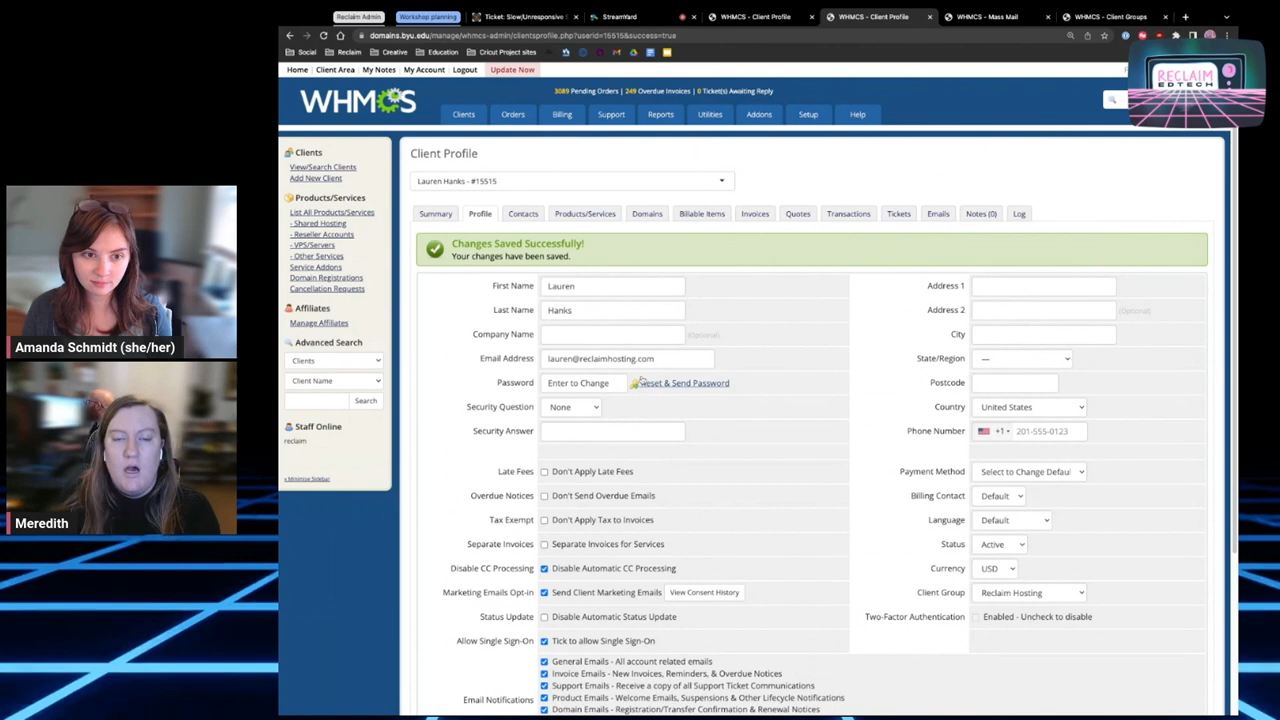 Reclaim Admin
Workshop planning
Ticket: Slow/Unresponsive
StreamYard
WHMCS - Client Profile
WHMCS - Client Profile
WHMCS - Mass Mail
WHMCS - Client Groups
domains.byu.edu/manage/whmcs-admin/clientsprofile.php?userid=15515&success=true
Social
Reclaim
Creative
Education
Cricut Project sites
Home
Client Area
My Notes
My Account
Logout
Update Now
RECLAIM
EDTECH
WHMCS
3089 Pending Orders | 249 Overdue Invoices | 0 Ticket(s) Awaiting Reply
Clients
Orders
Billing
Support
Reports
Utilities
Addons
Setup
Help
Clients
View/Search Clients
Add New Client
Products/Services
List All Products/Services
- Shared Hosting
- Reseller Accounts
- VPS/Servers
- Other Services
Service Addons
Domain Registrations
Cancellation Requests
Affiliates
Manage Affiliates
Advanced Search
Clients
Client Name
Search
Staff Online
reclaim
« Minimise Sidebar
Client Profile
Lauren Hanks - #15515
Summary
Profile
Contacts
Products/Services
Domains
Billable Items
Invoices
Quotes
Transactions
Tickets
Emails
Notes (0)
Log
Changes Saved Successfully!
Your changes have been saved.
First Name Lauren
Last Name Hanks
Company Name (Optional)
Email Address lauren@reclaimhosting.com
Password Enter to Change Reset & Send Password
Security Question None
Security Answer
Late Fees Don't Apply Late Fees
Overdue Notices Don't Send Overdue Emails
Tax Exempt Don't Apply Tax to Invoices
Separate Invoices Separate Invoices for Services
Disable CC Processing Disable Automatic CC Processing
Marketing Emails Opt-in Send Client Marketing Emails View Consent History
Status Update Disable Automatic Status Update
Allow Single Sign-On Tick to allow Single Sign-On
Email Notifications
General Emails - All account related emails
Invoice Emails - New Invoices, Reminders, & Overdue Notices
Support Emails - Receive a copy of all Support Ticket Communications
Product Emails - Welcome Emails, Suspensions & Other Lifecycle Notifications
Domain Emails - Registration/Transfer Confirmation & Renewal Notices
Address 1
Address 2 (Optional)
City
State/Region —
Postcode
Country United States
Phone Number +1 201-555-0123
Payment Method Select to Change Defaul
Billing Contact Default
Language Default
Status Active
Currency USD
Client Group Reclaim Hosting
Two-Factor Authentication Enabled - Uncheck to disable
Amanda Schmidt (she/her)
Meredith